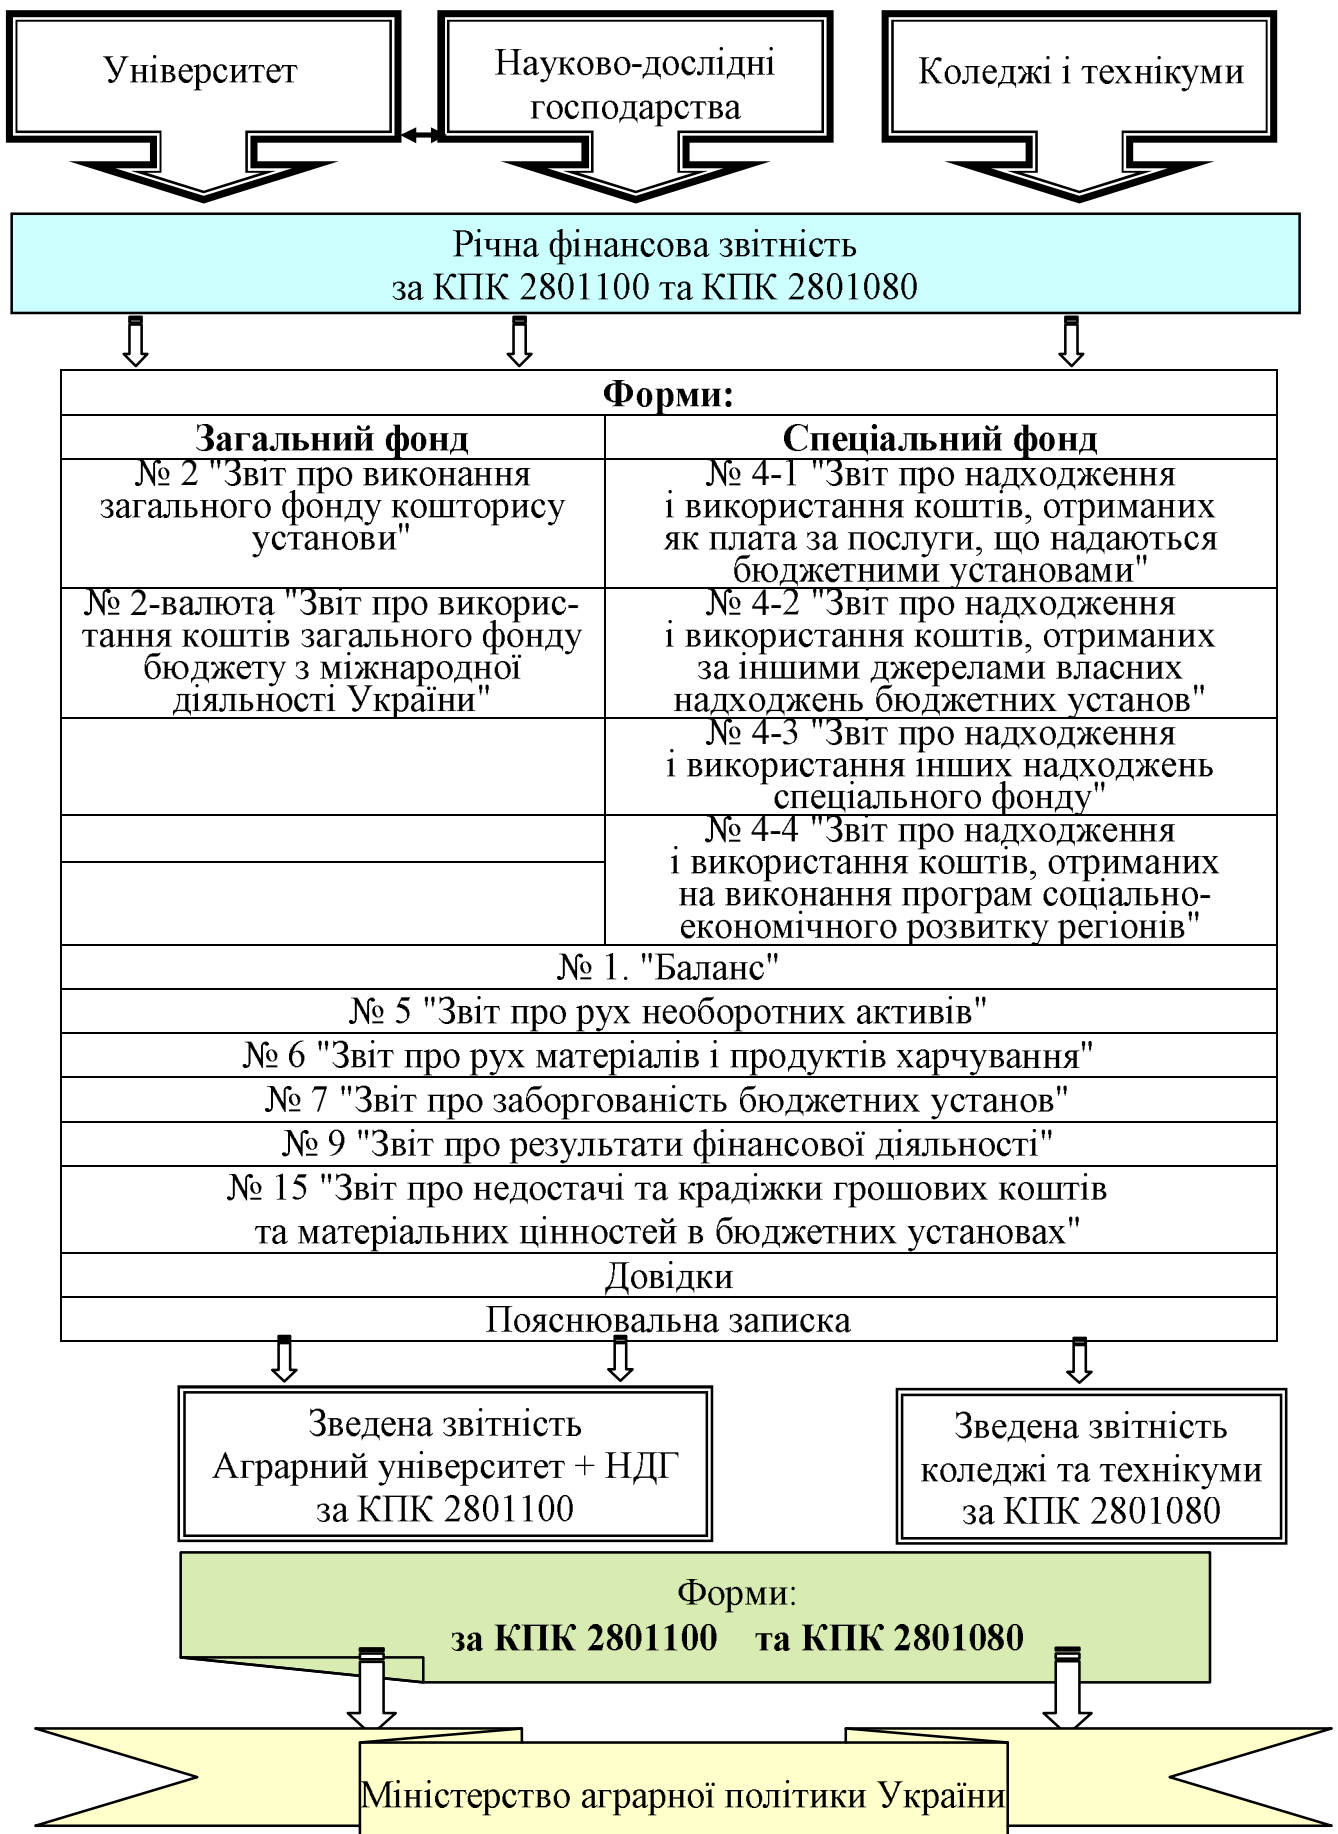 Університет
Науково-дослідні
господарства
Коледжі і технікуми
Річна фінансова звітність
за КПК 2801100 та КПК 2801080
Форми:
Загальний фонд
Спеціальний фонд
№ 2 "Звіт про виконання
загального фонду кошторису
установи"
№ 4-1 "Звіт про надходження
і використання коштів, отриманих
як плата за послуги, що надаються
бюджетними установами"
№ 2-валюта "Звіт про викорис-
тання коштів загального фонду
бюджету з міжнародної
діяльності України"
№ 4-2 "Звіт про надходження
і використання коштів, отриманих
за іншими джерелами власних
надходжень бюджетних установ"
№ 4-3 "Звіт про надходження
і використання інших надходжень
спеціального фонду"
№ 4-4 "Звіт про надходження
і використання коштів, отриманих
на виконання програм соціально-
економічного розвитку регіонів"
№ 1. "Баланс"
№ 5 "Звіт про рух необоротних активів"
№ 6 "Звіт про рух матеріалів і продуктів харчування"
№ 7 "Звіт про заборгованість бюджетних установ"
№ 9 "Звіт про результати фінансової діяльності"
№ 15 "Звіт про недостачі та крадіжки грошових коштів
та матеріальних цінностей в бюджетних установах"
Довідки
Пояснювальна записка
Зведена звітність
Аграрний університет + НДГ
за КПК 2801100
Зведена звітність
коледжі та технікуми
за КПК 2801080
Форми:
за КПК 2801100 та КПК 2801080
Міністерство аграрної політики України